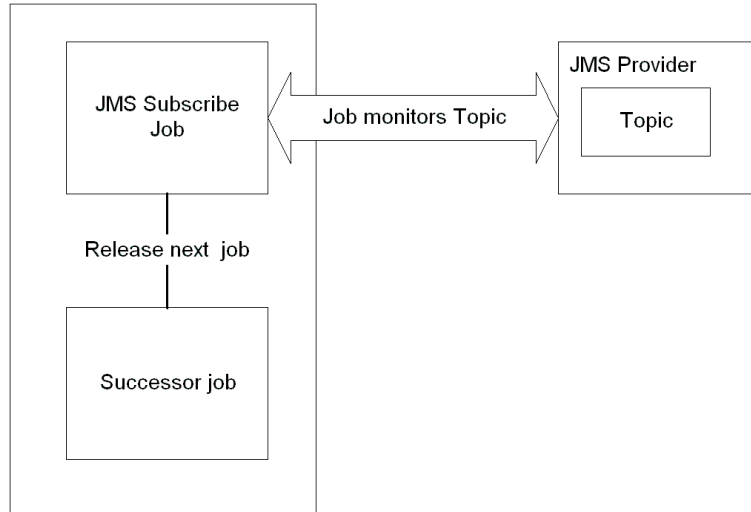 JMS Subscribe
Job
Job monitors Topic
JMS Provider
Topic
Release next job
Successor job